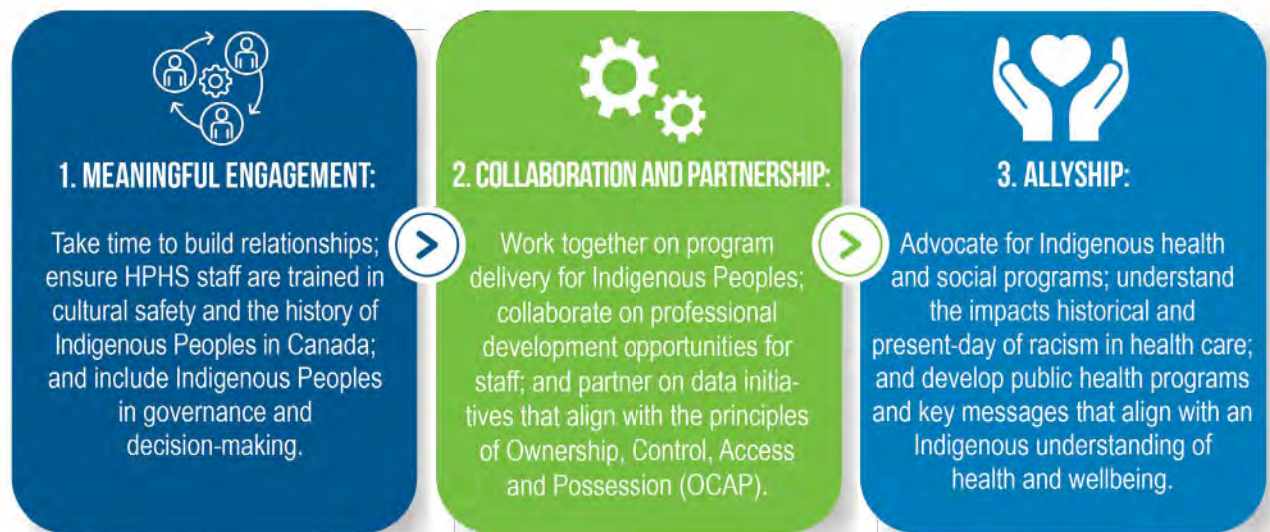 1. MEANINGFUL ENGAGEMENT:
Take time to build relationships;
ensure HPHS staff are trained in
cultural safety and the history of
Indigenous Peoples in Canada;
and include Indigenous Peoples
in governance and
decision-making.
2. COLLABORATION AND PARTNERSHIP:
Work together on program
delivery for Indigenous Peoples;
collaborate on professional
development opportunities for
staff; and partner on data initia-
tives that align with the principles
of Ownership, Control, Access
and Possession (OCAP).
3. ALLYSHIP:
Advocate for Indigenous health
and social programs; understand
the impacts historical and
present-day of racism in health care;
and develop public health programs
and key messages that align with an
Indigenous understanding of
health and wellbeing.